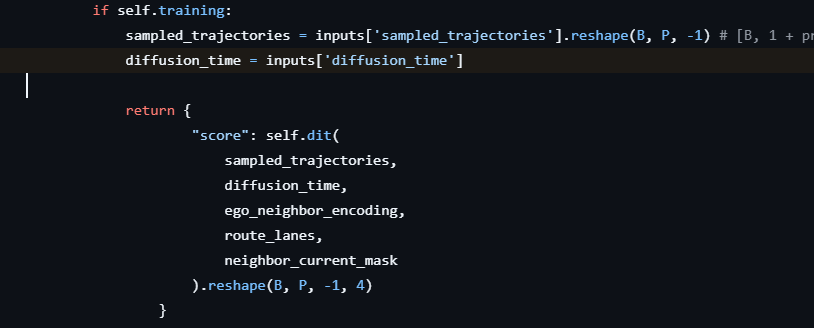 if self.training:
sampled_trajectories = inputs['sampled_trajectories'].reshape(B, P, -1) # [B, 1 +
diffusion_time = inputs['diffusion_time']
return {
"score": self.dit(
sampled_trajectories,
diffusion_time,
ego_neighbor_encoding,
route_lanes,
neighbor_current_mask
).reshape(B, P, -1, 4)
}